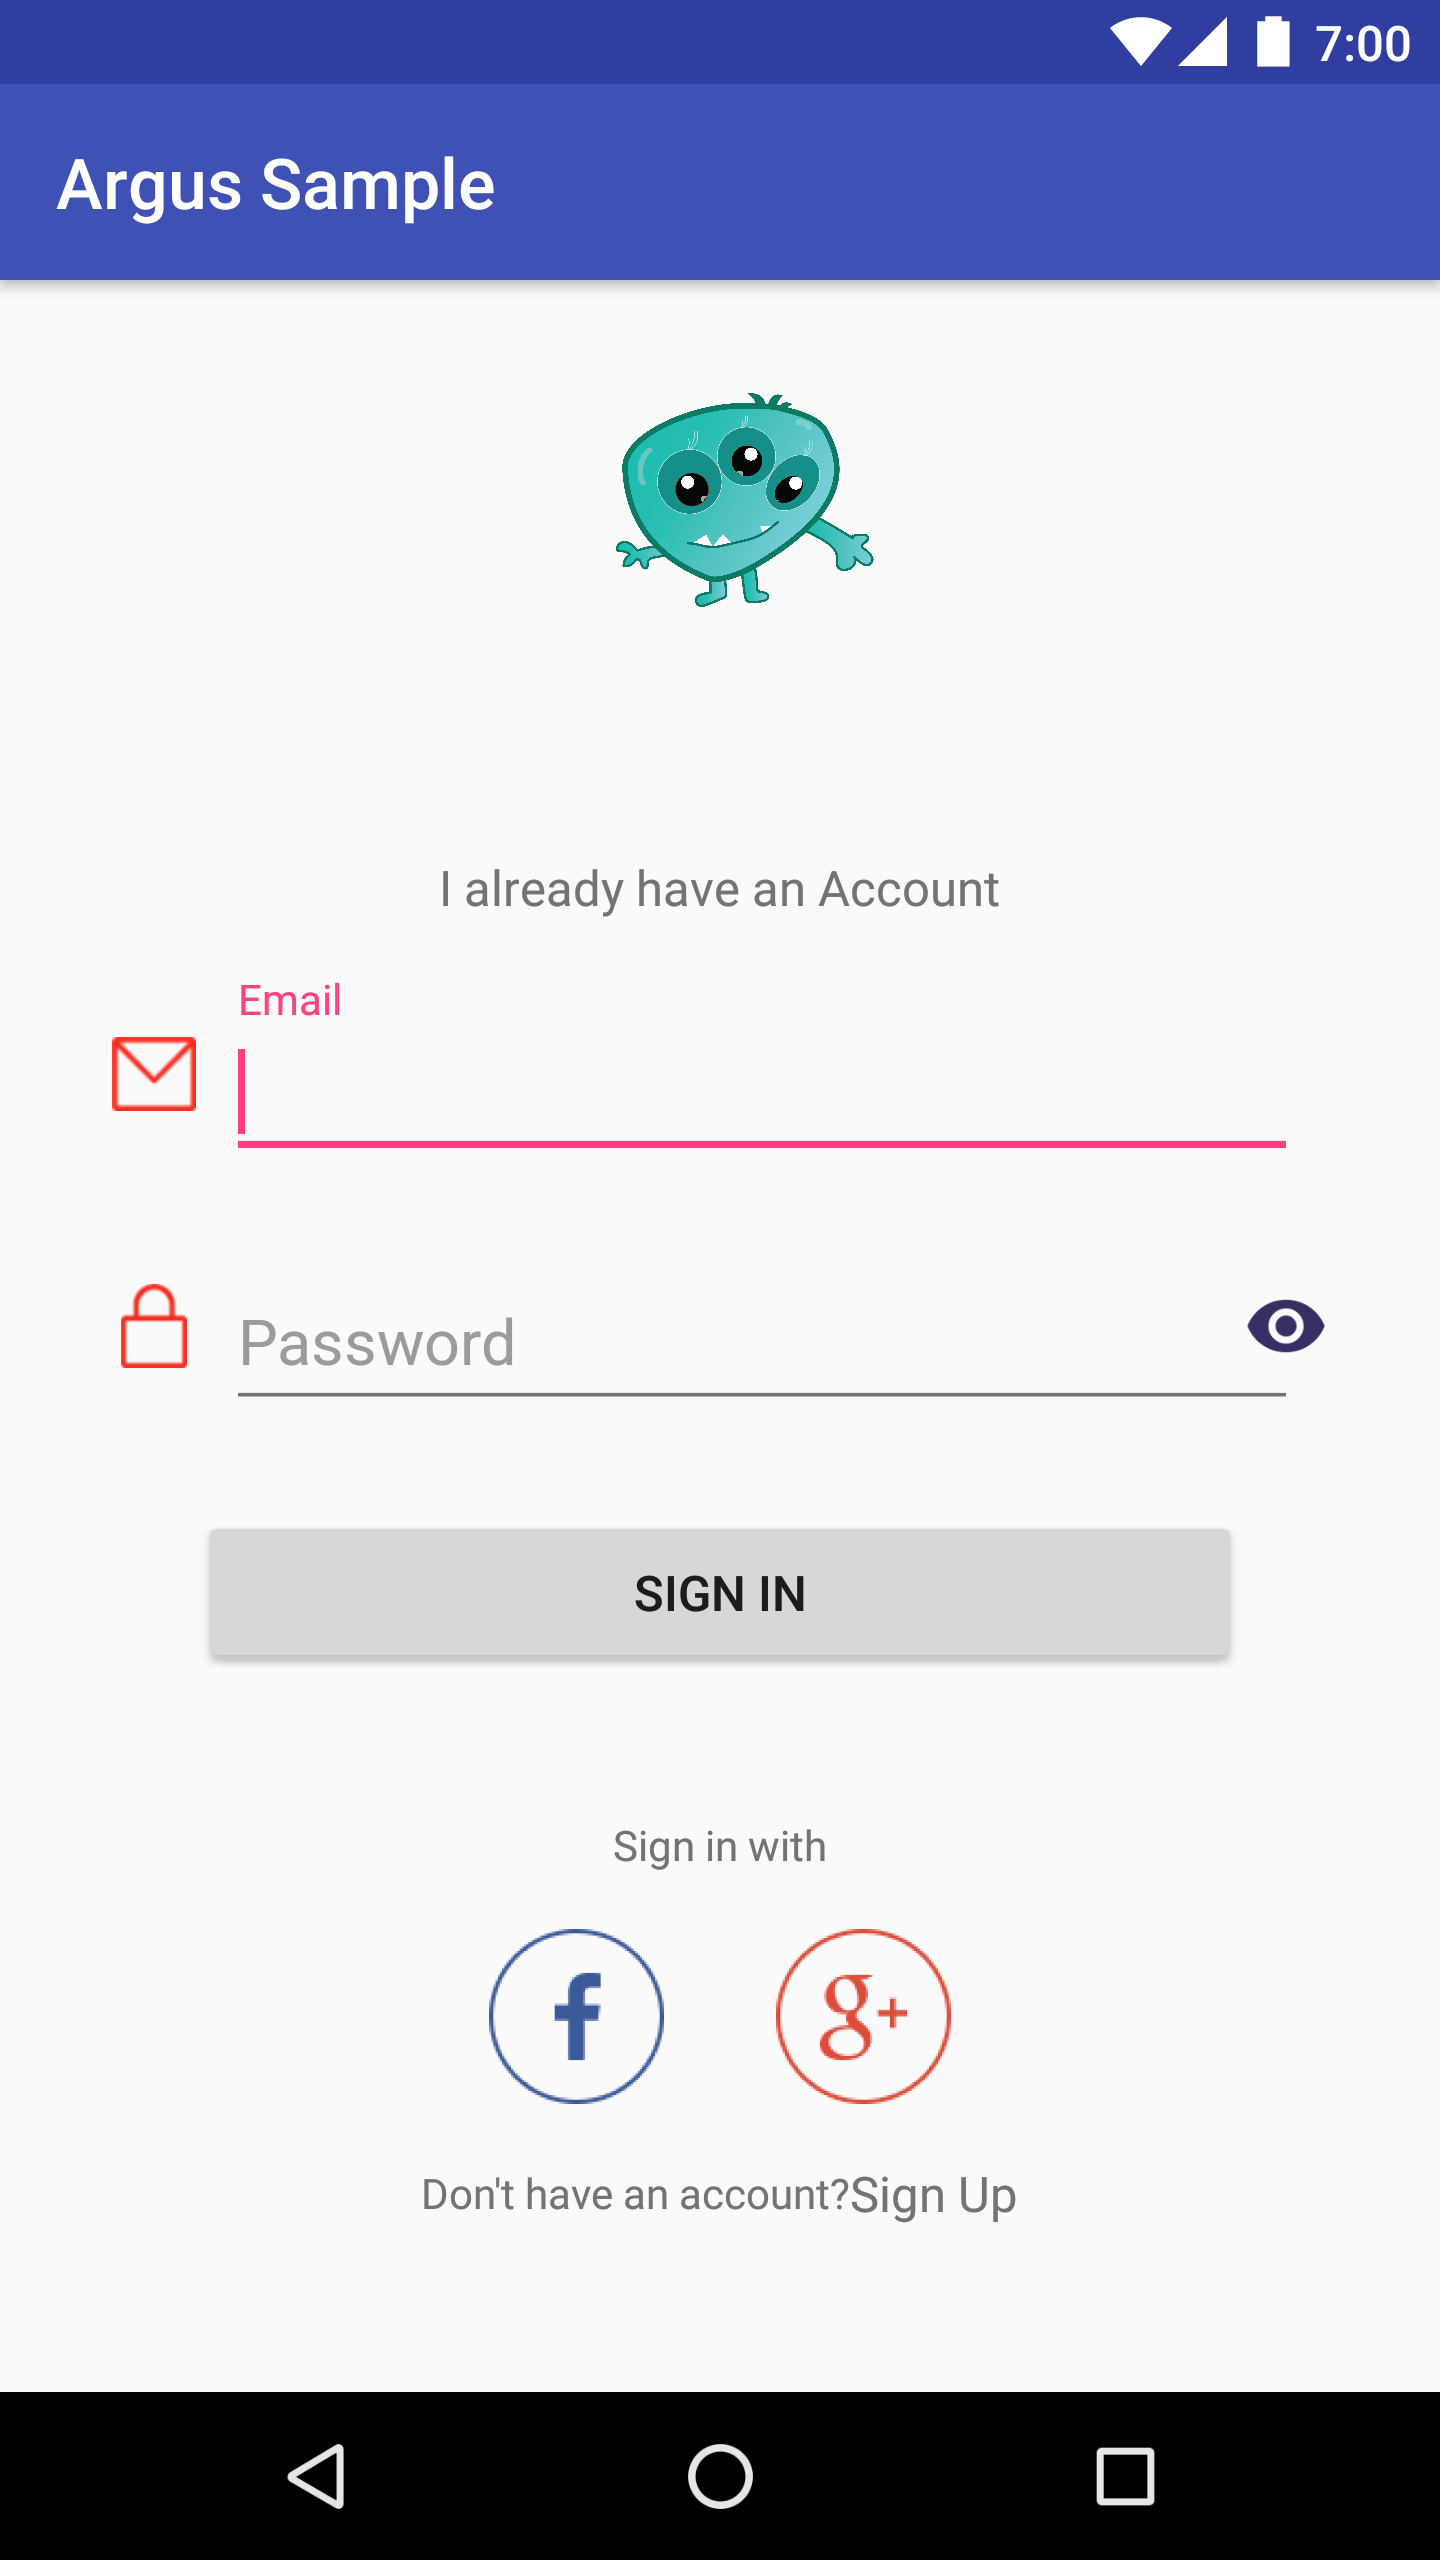 7:00
Argus Sample
I already have an Account
Email
Password
SIGN IN
Sign in with
f
g+
Don't have an account?Sign Up